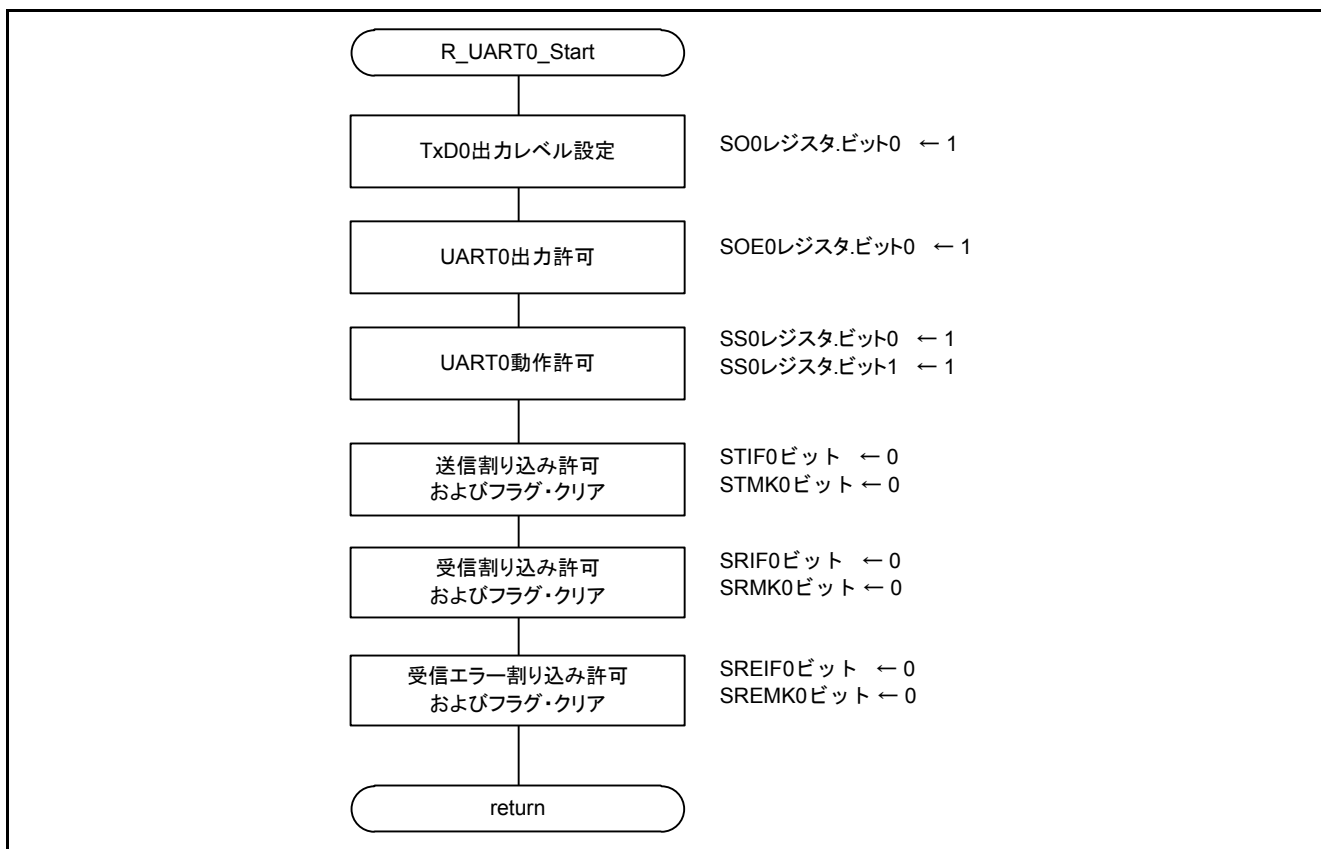 R_UART0_Start
TxD0出力レベル設定
SO0レジスタ.ビット0 ← 1
UART0出力許可
SOE0レジスタ.ビット0 ← 1
UART0動作許可
SS0レジスタ.ビット0 ← 1
SS0レジスタ.ビット1 ← 1
送信割り込み許可
およびフラグ・クリア
STIF0ビット ← 0
STMK0ビット ← 0
受信割り込み許可
およびフラグ・クリア
SRIF0ビット ← 0
SRMK0ビット ← 0
受信エラー割り込み許可
およびフラグ・クリア
SREIF0ビット ← 0
SREMK0ビット ← 0
return